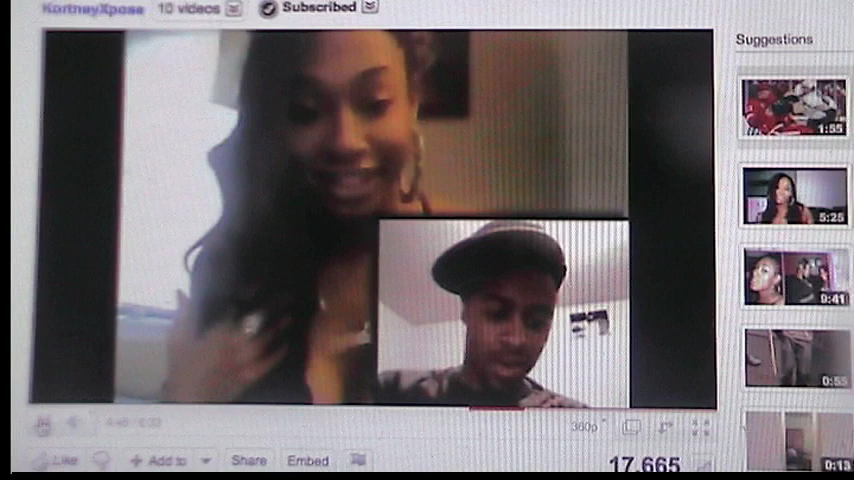 KortneyXpose 10 videos Subscribed
Suggestions
1:55
5:25
9:41
0:55
360p
Like Add to Share Embed 17,665
0:13